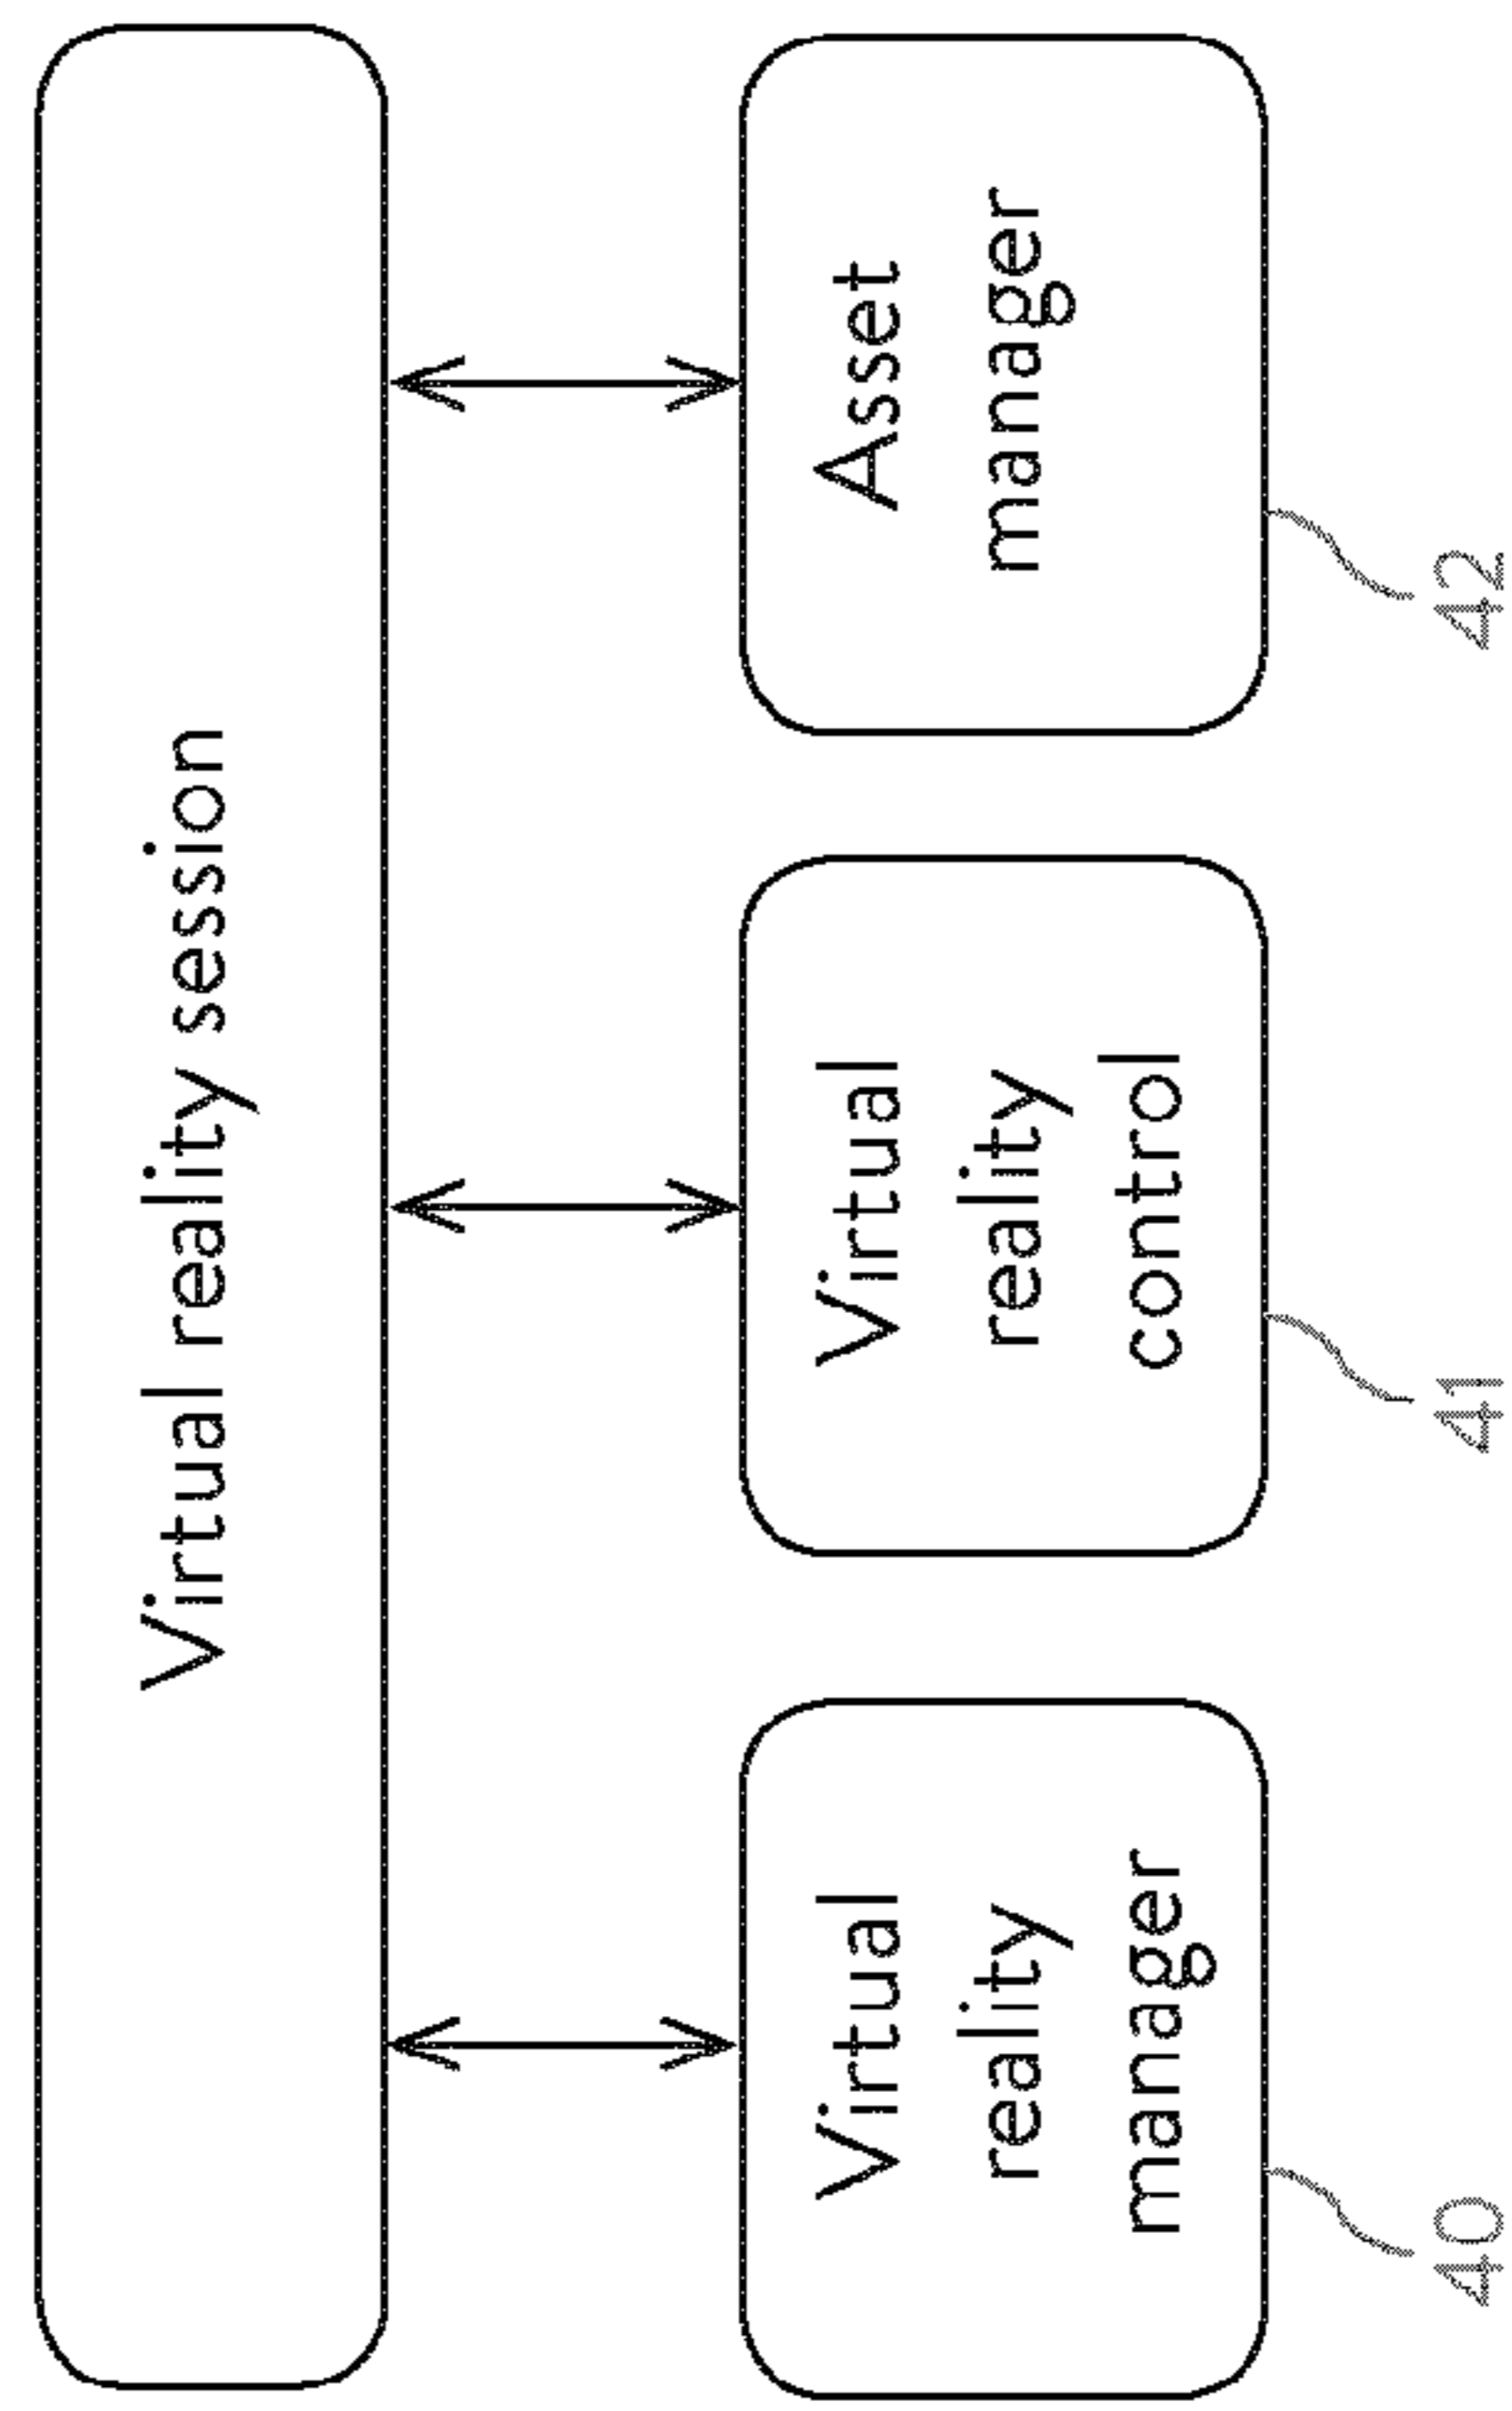 Virtual reality session
Virtual
reality
manager
Virtual
reality
control
Asset
manager
40
41
42